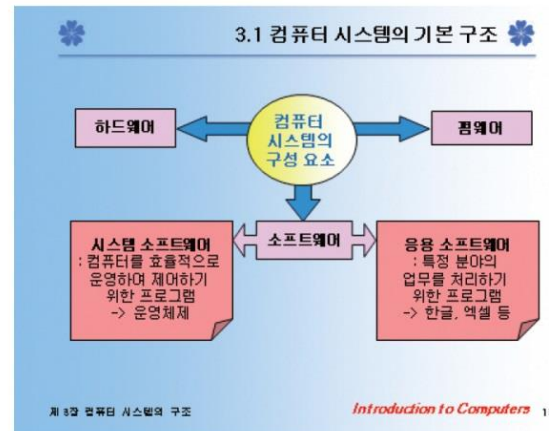 3.1 컴퓨터 시스템의 기본 구조
컴퓨터
시스템의
구성 요소
하드웨어
펌웨어
소프트웨어
시스템 소프트웨어
: 컴퓨터를 효율적으로
운영하며 제어하기
위한 프로그램
-> 운영체제
응용 소프트웨어
: 특정 분야의
업무를 처리하기
위한 프로그램
-> 한글, 엑셀 등
제 3장 컴퓨터 시스템의 구조
Introduction to Computers
1